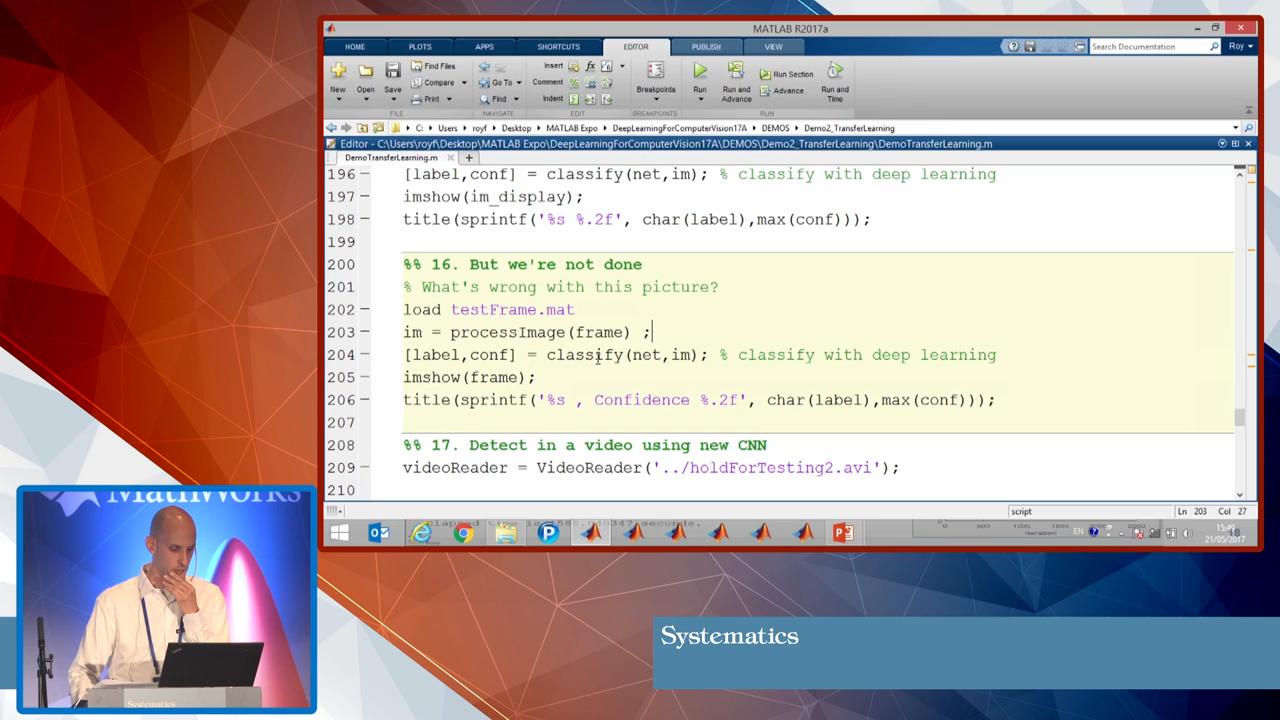 MATLAB R2017a
HOME PLOTS APPS SHORTCUTS EDITOR PUBLISH VIEW
Search Documentation
Roy
New Open Save
Find Files
Compare
Print
FILE
Go To
Find
NAVIGATE
Insert
Comment
Indent
EDIT
Breakpoints
BREAKPOINTS
Run
Run and Advance
Run Section
Advance
Run and Time
RUN
C: Users royf Desktop MATLAB Expo DeepLearningForComputerVision17A DEMOS Demo2_TransferLearning
Editor - C:\Users\royf\Desktop\MATLAB Expo\DeepLearningForComputerVision17A\DEMOS\Demo2_TransferLearning\DemoTransferLearning.m
DemoTransferLearning.m
196 [label,conf] = classify(net,im); % classify with deep learning
197 imshow(im_display);
198 title(sprintf('%s %.2f', char(label),max(conf)));
199
200 %% 16. But we're not done
201 % What's wrong with this picture?
202 load testFrame.mat
203 im = processImage(frame) ;
204 [label,conf] = classify(net,im); % classify with deep learning
205 imshow(frame);
206 title(sprintf('%s , Confidence %.2f', char(label),max(conf)));
207
208 %% 17. Detect in a video using new CNN
209 videoReader = VideoReader('../holdForTesting2.avi');
210
script Ln 203 Col 27
EN
15:49
21/05/2017
MathWorks
Systematics
Systematics